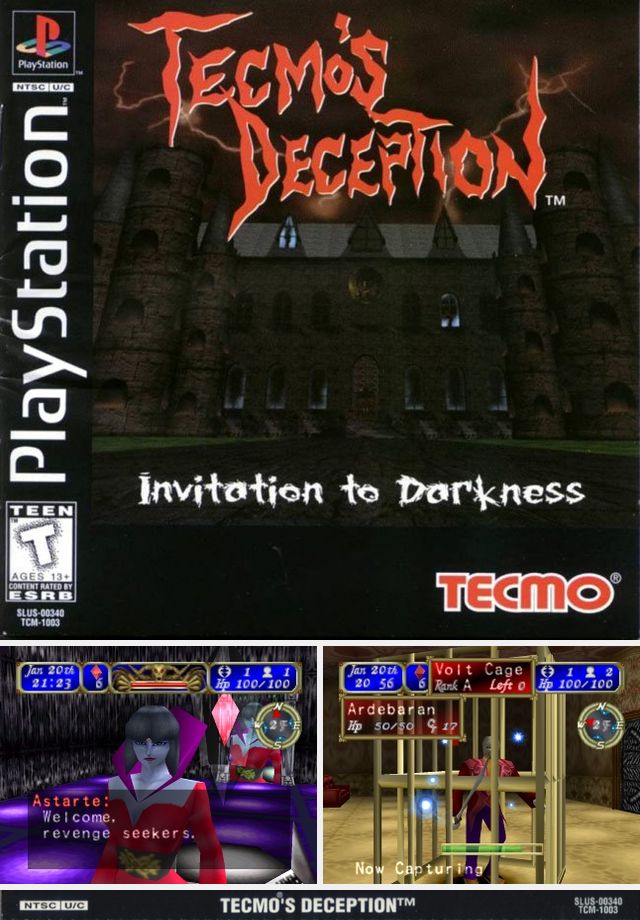 PlayStation
NTSC U/C
PlayStation
TECMO'S
DECEPTION™
Invitation to Darkness
TECMO®
TEEN
T
AGES 13+
CONTENT RATED BY
ESRB
SLUS-00340
TCM-1003
Jan 20th
21:23
6
1 1
Hp 100/100
N
W 2F E
S
Astarte:
Welcome,
revenge seekers.
Jan 20th
20 56
6
Volt Cage
Rank A Left 0
1 2
Hp 100/100
Ardebaran
Hp 50/50 17
N
W 2F E
S
Now Capturing
NTSC U/C
TECMO'S DECEPTION™
SLUS-00340
TCM-1003